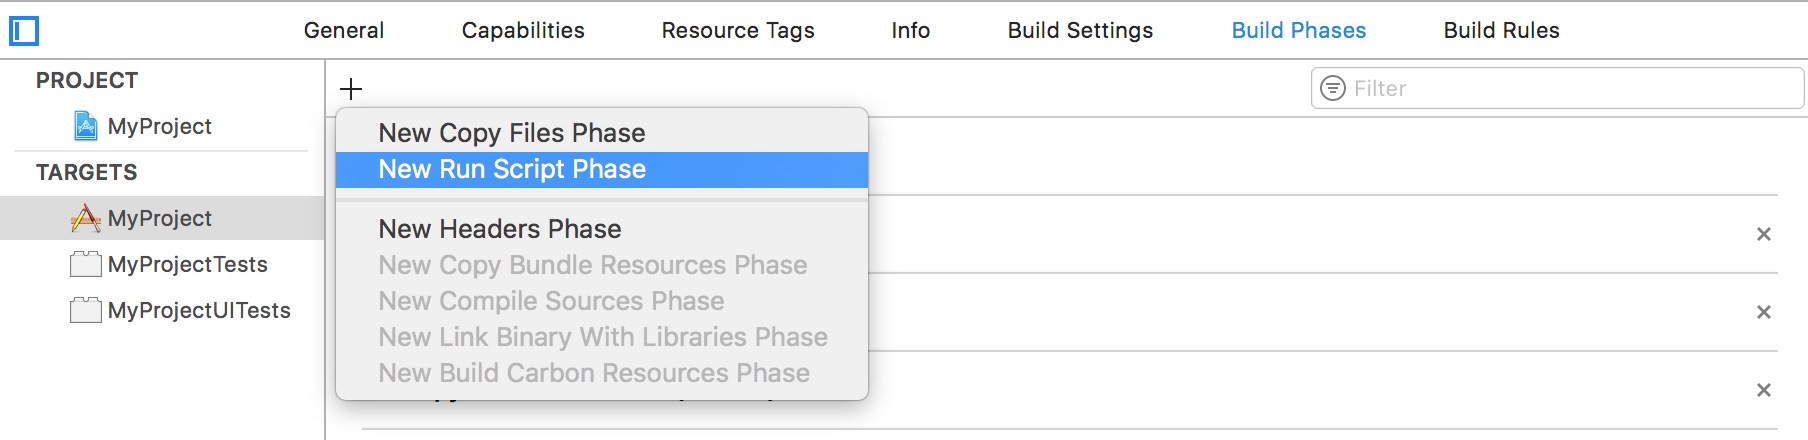 General Capabilities Resource Tags Info Build Settings Build Phases Build Rules
PROJECT
MyProject
TARGETS
MyProject
MyProjectTests
MyProjectUITests
Filter
New Copy Files Phase
New Run Script Phase
New Headers Phase
New Copy Bundle Resources Phase
New Compile Sources Phase
New Link Binary With Libraries Phase
New Build Carbon Resources Phase